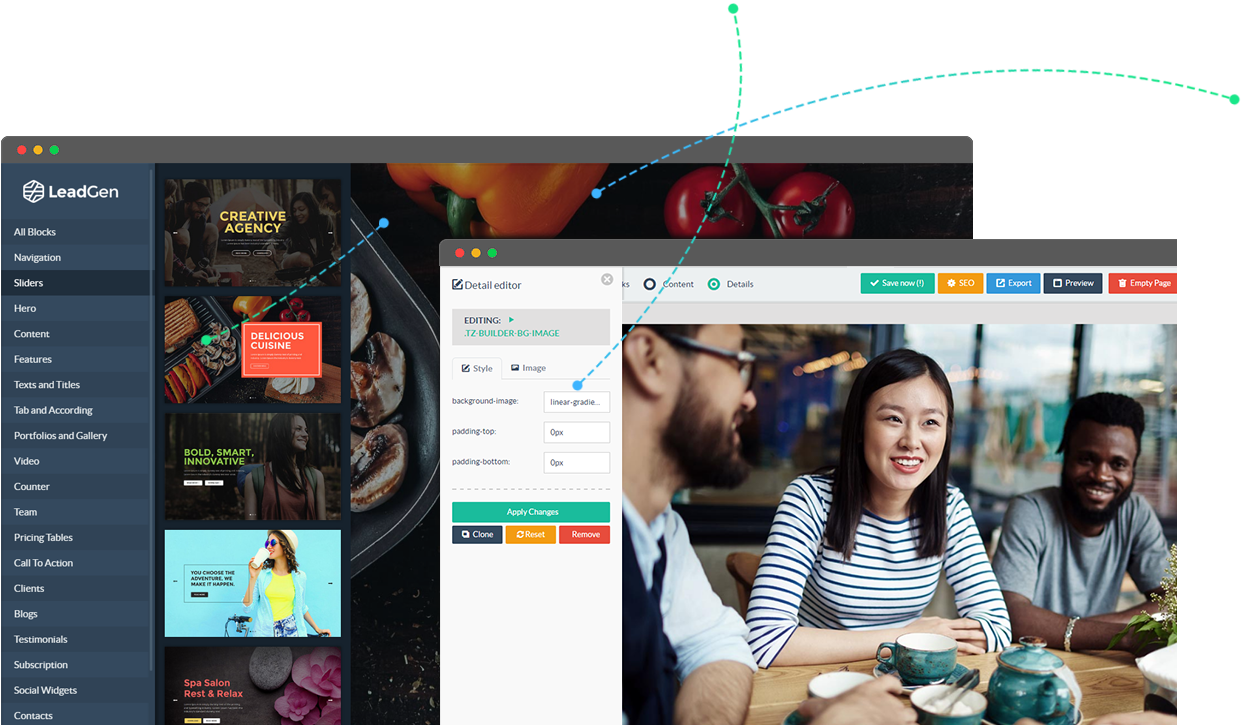 LeadGen
All Blocks
Navigation
Sliders
Hero
Content
Features
Texts and Titles
Tab and According
Portfolios and Gallery
Video
Counter
Team
Pricing Tables
Call To Action
Clients
Blogs
Testimonials
Subscription
Social Widgets
Contacts
CREATIVE
AGENCY
DELICIOUS
CUISINE
BOLD, SMART,
INNOVATIVE
YOU CHOOSE THE
ADVENTURE, WE
MAKE IT HAPPEN.
Spa Salon
Rest & Relax
Detail editor
ks
Content
Details
Save now (!)
SEO
Export
Preview
Empty Page
EDITING:
.TZ-BUILDER-BG-IMAGE
Style
Image
background-image:
linear-gradie...
padding-top:
0px
padding-bottom:
0px
Apply Changes
Clone
Reset
Remove